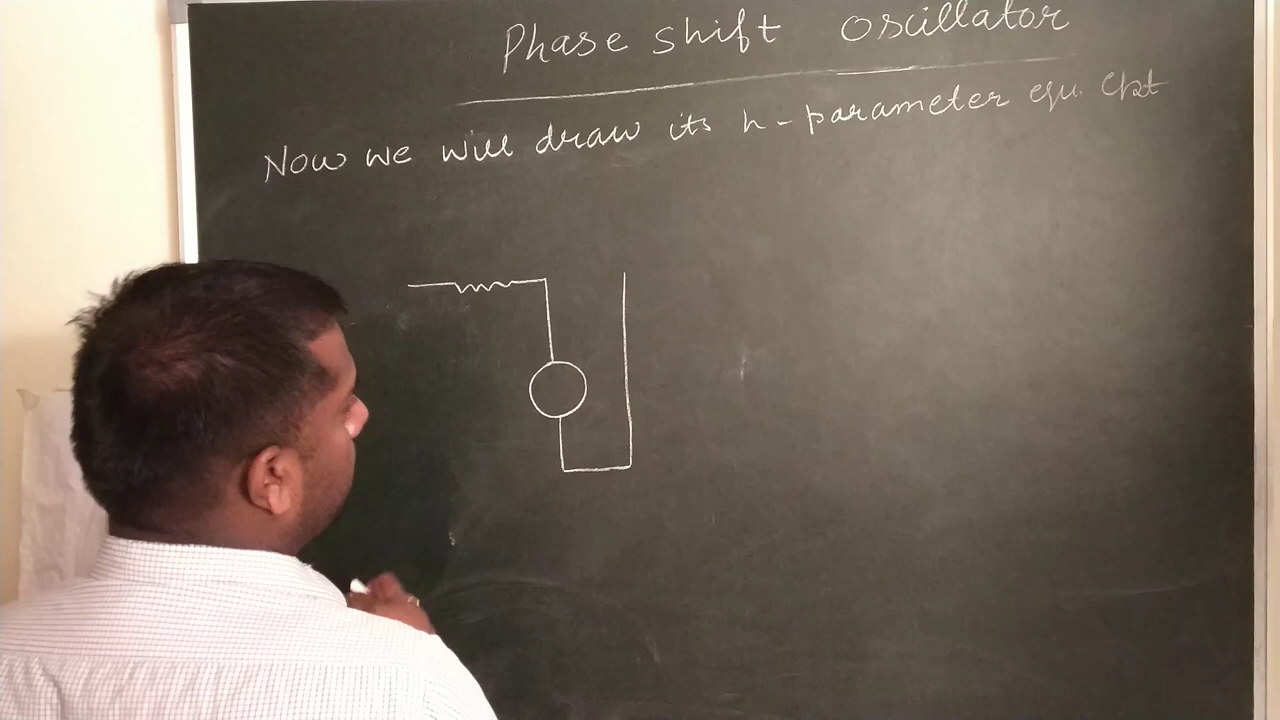 Phase shift oscillator
Now we will draw its h-parameter equ. Ckt